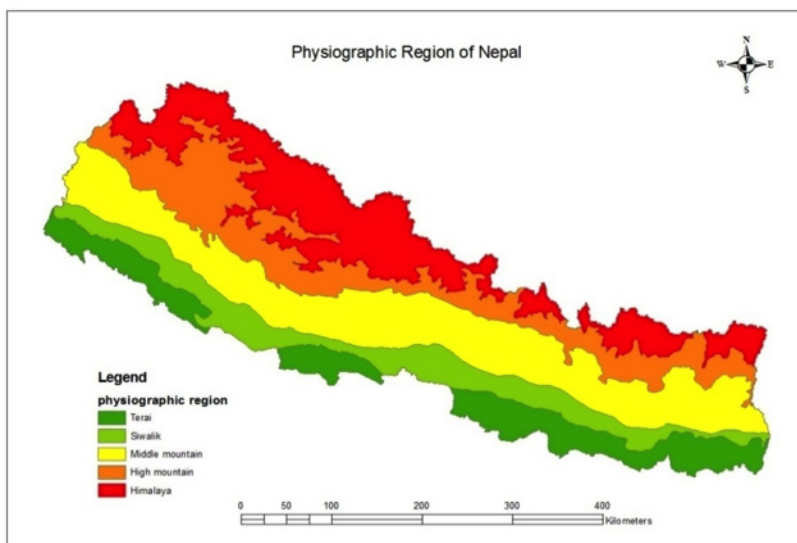 Physiographic Region of Nepal
N
W E
S
Legend
physiographic region
Terai
Siwalik
Middle mountain
High mountain
Himalaya
0 50 100 200 300 400
Kilometers